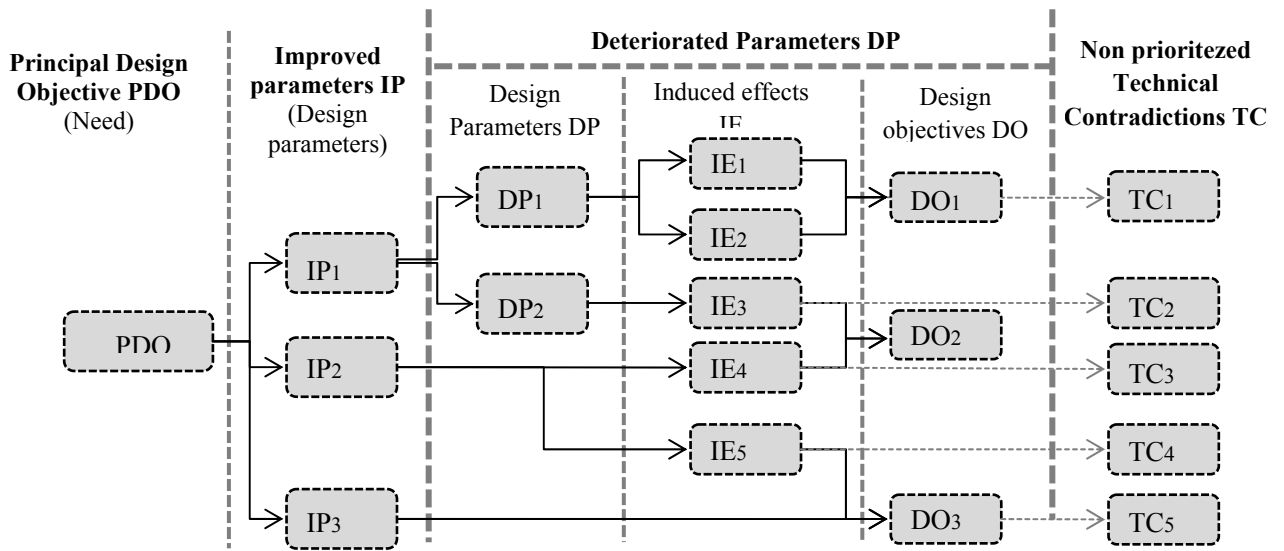 Principal Design
Objective PDO
(Need)
Improved
parameters IP
(Design
parameters)
Deteriorated Parameters DP
Design
Parameters DP
Induced effects
IE
Design
objectives DO
Non prioritezed
Technical
Contradictions TC
PDO
IP1
IP2
IP3
DP1
DP2
IE1
IE2
IE3
IE4
IE5
DO1
DO2
DO3
TC1
TC2
TC3
TC4
TC5